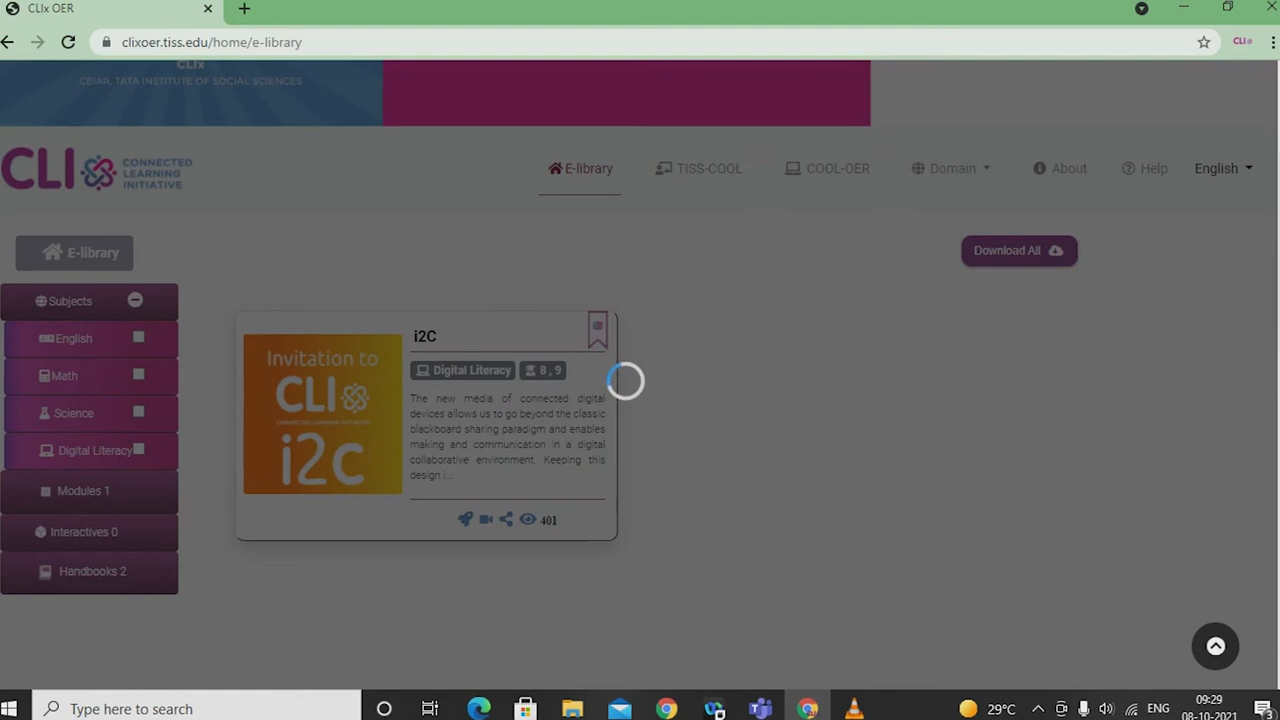 CLIx OER
clixoer.tiss.edu/home/e-library
CLI
CLIx
CEIAR, TATA INSTITUTE OF SOCIAL SCIENCES
CLI CONNECTED
LEARNING
INITIATIVE
E-library
TISS-COOL
COOL-OER
Domain
About
Help
English
E-library
Download All
Subjects
English
Math
Science
Digital Literacy
Modules 1
Interactives 0
Handbooks 2
Invitation to
CLI
i2c
i2C
Digital Literacy
8 , 9
The new media of connected digital
devices allows us to go beyond the classic
blackboard sharing paradigm and enables
making and communication in a digital
collaborative environment. Keeping this
design i...
401
Type here to search
29°C
ENG
09:29
08-10-2021